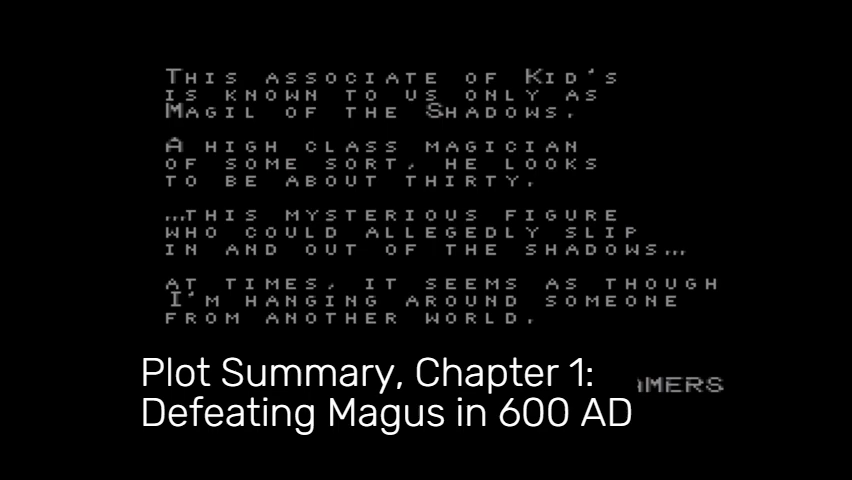 This associate of Kid's
is known to us only as
Magil of the Shadows.
A high class magician
of some sort, he looks
to be about thirty.
...this mysterious figure
who could allegedly slip
in and out of the shadows...
at times, it seems as though
I'm hanging around someone
from another world.
Plot Summary, Chapter 1:
Defeating Magus in 600 AD